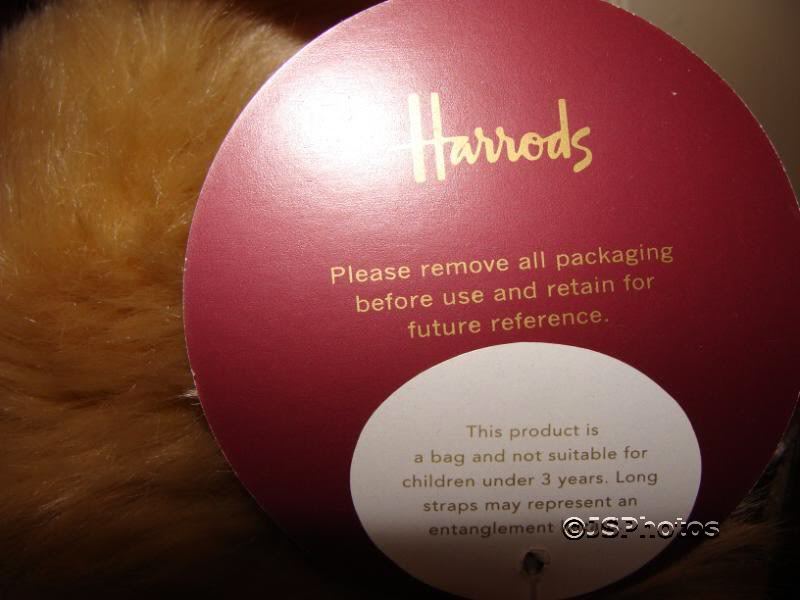 Harrods
Please remove all packaging
before use and retain for
future reference.
This product is
a bag and not suitable for
children under 3 years. Long
straps may represent an
entanglement
©JSPhotos